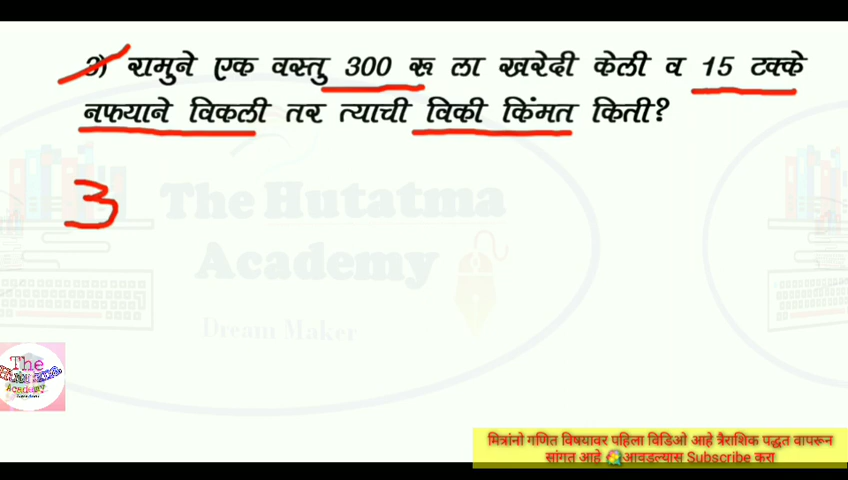 3) रामुने एक वस्तु 300 रू ला खरेदी केली व 15 टक्के
नफयाने विकली तर त्याची विकी किंमत किती?
3
The Hutatma
Academy
Dream Maker
The
Academy
मित्रांनो गणित विषयावर पहिला विडिओ आहे त्रैराशिक पद्धत वापरून
सांगत आहे आवडल्यास Subscribe करा